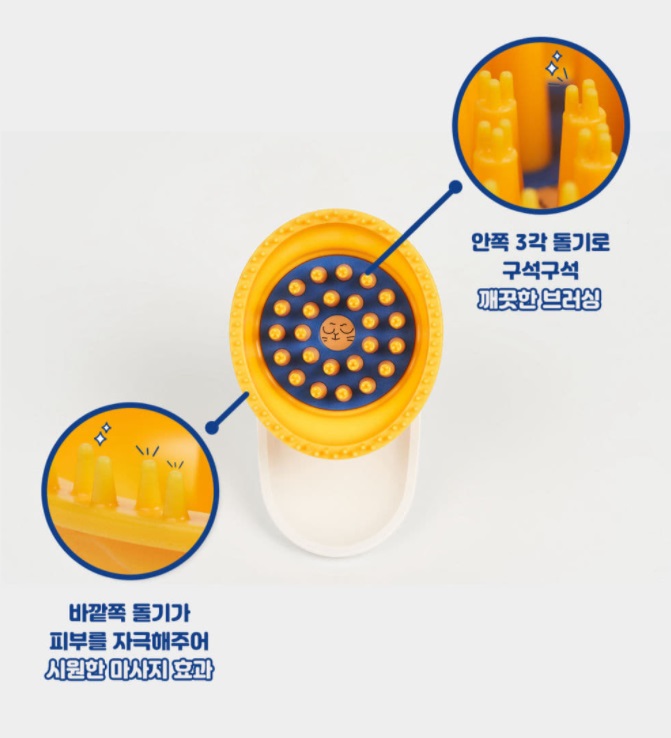 안쪽 3각 돌기로
구석구석
깨끗한 브러싱
바깥쪽 돌기가
피부를 자극해주어
시원한 마사지 효과